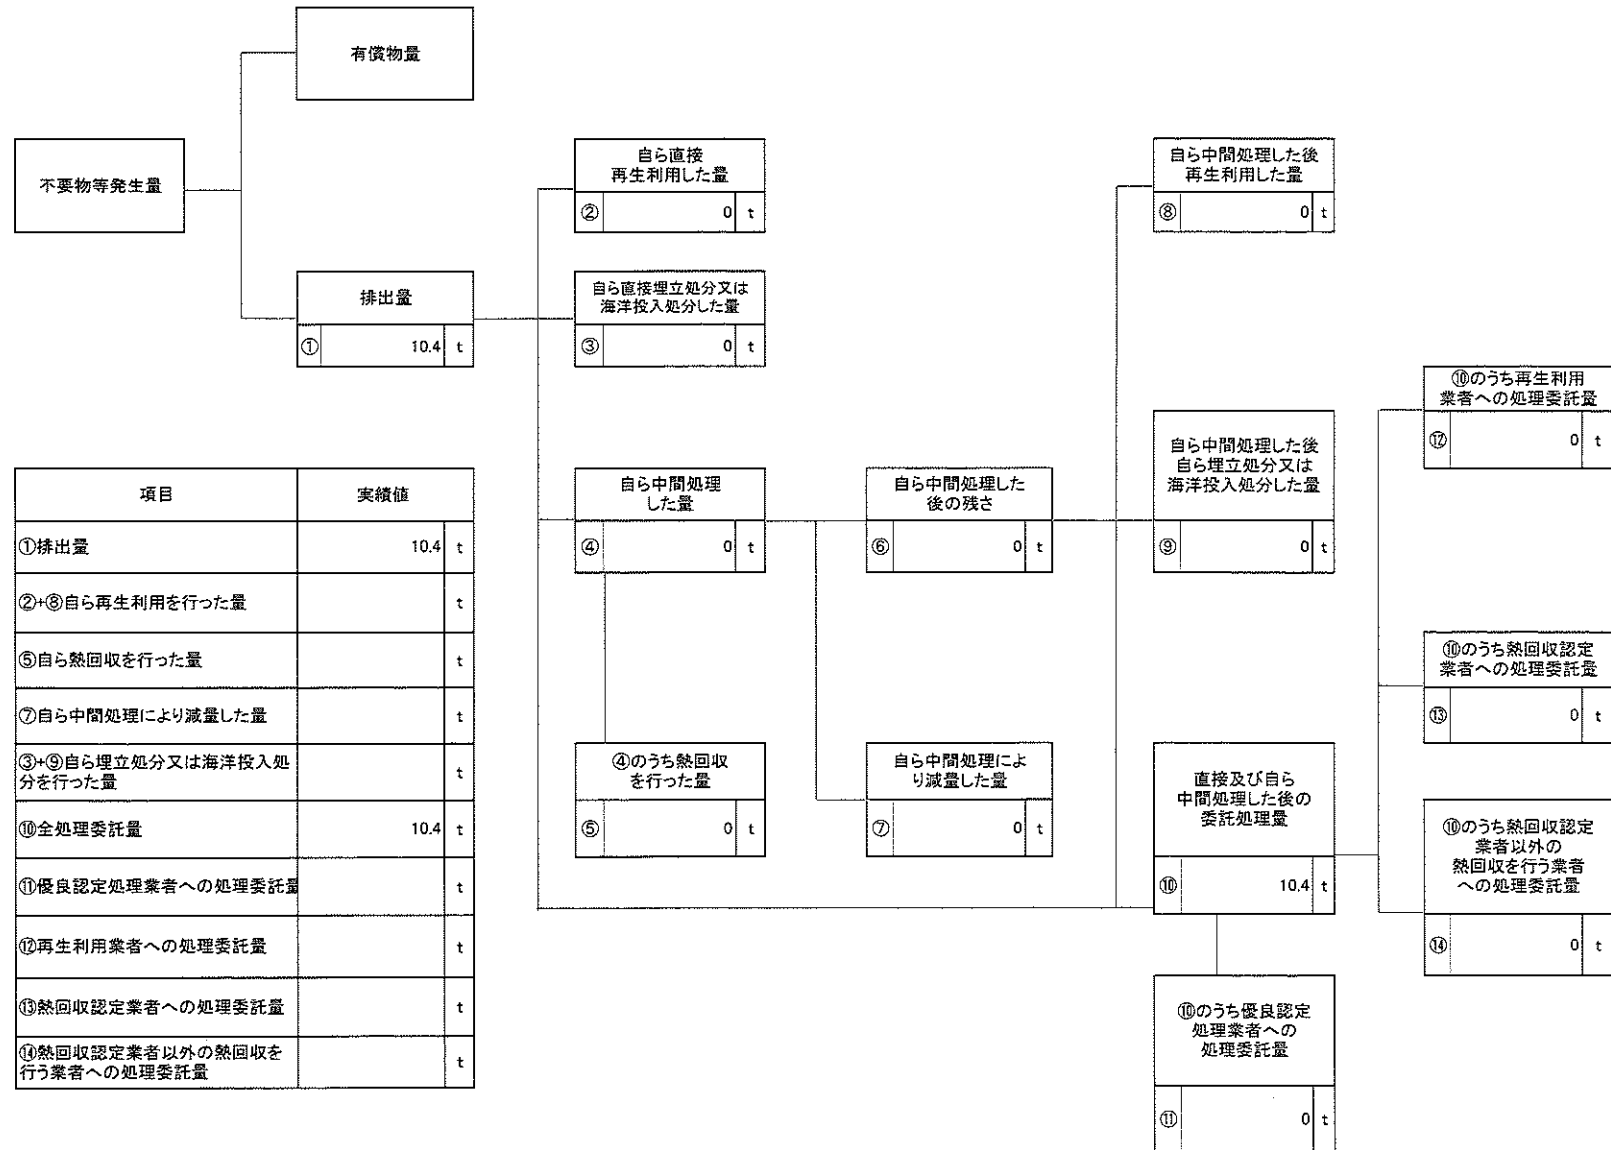 有償物量
不要物等発生量
排出量
① 10.4 t
自ら直接
再生利用した量
② 0 t
自ら直接埋立処分又は
海洋投入処分した量
③ 0 t
自ら中間処理した後
再生利用した量
⑧ 0 t
自ら中間処理
した量
④ 0 t
自ら中間処理した
後の残さ
⑥ 0 t
自ら中間処理した後
自ら埋立処分又は
海洋投入処分した量
⑨ 0 t
⑩のうち再生利用
業者への処理委託量
⑫ 0 t
④のうち熱回収
を行った量
⑤ 0 t
自ら中間処理によ
り減量した量
⑦ 0 t
直接及び自ら
中間処理した後の
委託処理量
⑩ 10.4 t
⑩のうち熱回収認定
業者への処理委託量
⑬ 0 t
⑩のうち熱回収認定
業者以外の
熱回収を行う業者
への処理委託量
⑭ 0 t
⑩のうち優良認定
処理業者への
処理委託量
⑪ 0 t
項目 実績値
①排出量 10.4 t
②+⑧自ら再生利用を行った量 t
⑤自ら熱回収を行った量 t
⑦自ら中間処理により減量した量 t
③+⑨自ら埋立処分又は海洋投入処
分を行った量 t
⑩全処理委託量 10.4 t
⑪優良認定処理業者への処理委託量 t
⑫再生利用業者への処理委託量 t
⑬熱回収認定業者への処理委託量 t
⑭熱回収認定業者以外の熱回収を
行う業者への処理委託量 t